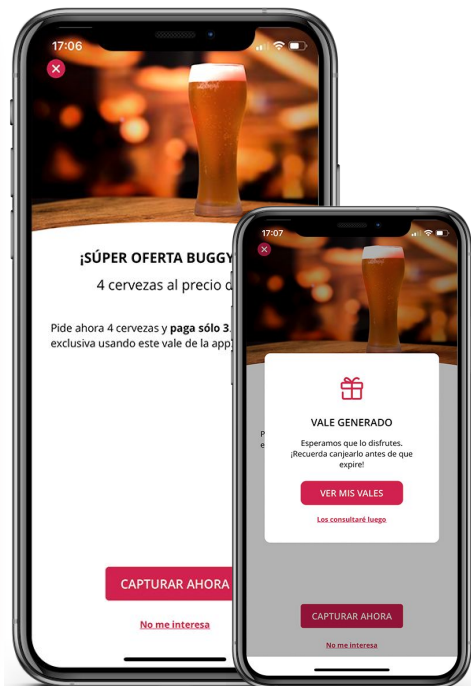 17:06
¡SÚPER OFERTA BUGGY
4 cervezas al precio d
Pide ahora 4 cervezas y paga sólo 3.
exclusiva usando este vale de la app
CAPTURAR AHORA
No me interesa
17:07
P
e
VALE GENERADO
Esperamos que lo disfrutes.
¡Recuerda canjearlo antes de que
expire!
VER MIS VALES
Los consultaré luego
CAPTURAR AHORA
No me interesa